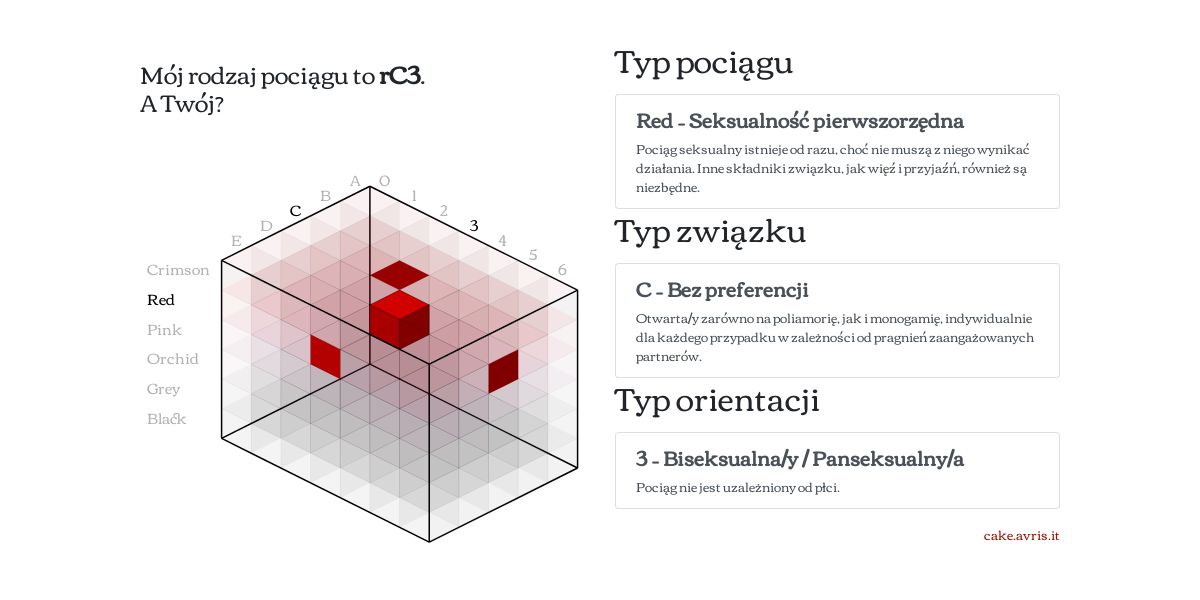 Mój rodzaj pociągu to rC3.
A Twój?
A
B
C
D
E
0
1
2
3
4
5
6
Crimson
Red
Pink
Orchid
Grey
Black
Typ pociągu
Red – Seksualność pierwszorzędna
Pociąg seksualny istnieje od razu, choć nie muszą z niego wynikać
działania. Inne składniki związku, jak więź i przyjaźń, również są
niezbędne.
Typ związku
C – Bez preferencji
Otwarta/y zarówno na poliamorię, jak i monogamię, indywidualnie
dla każdego przypadku w zależności od pragnień zaangażowanych
partnerów.
Typ orientacji
3 – Biseksualna/y / Panseksualny/a
Pociąg nie jest uzależniony od płci.
cake.avris.it